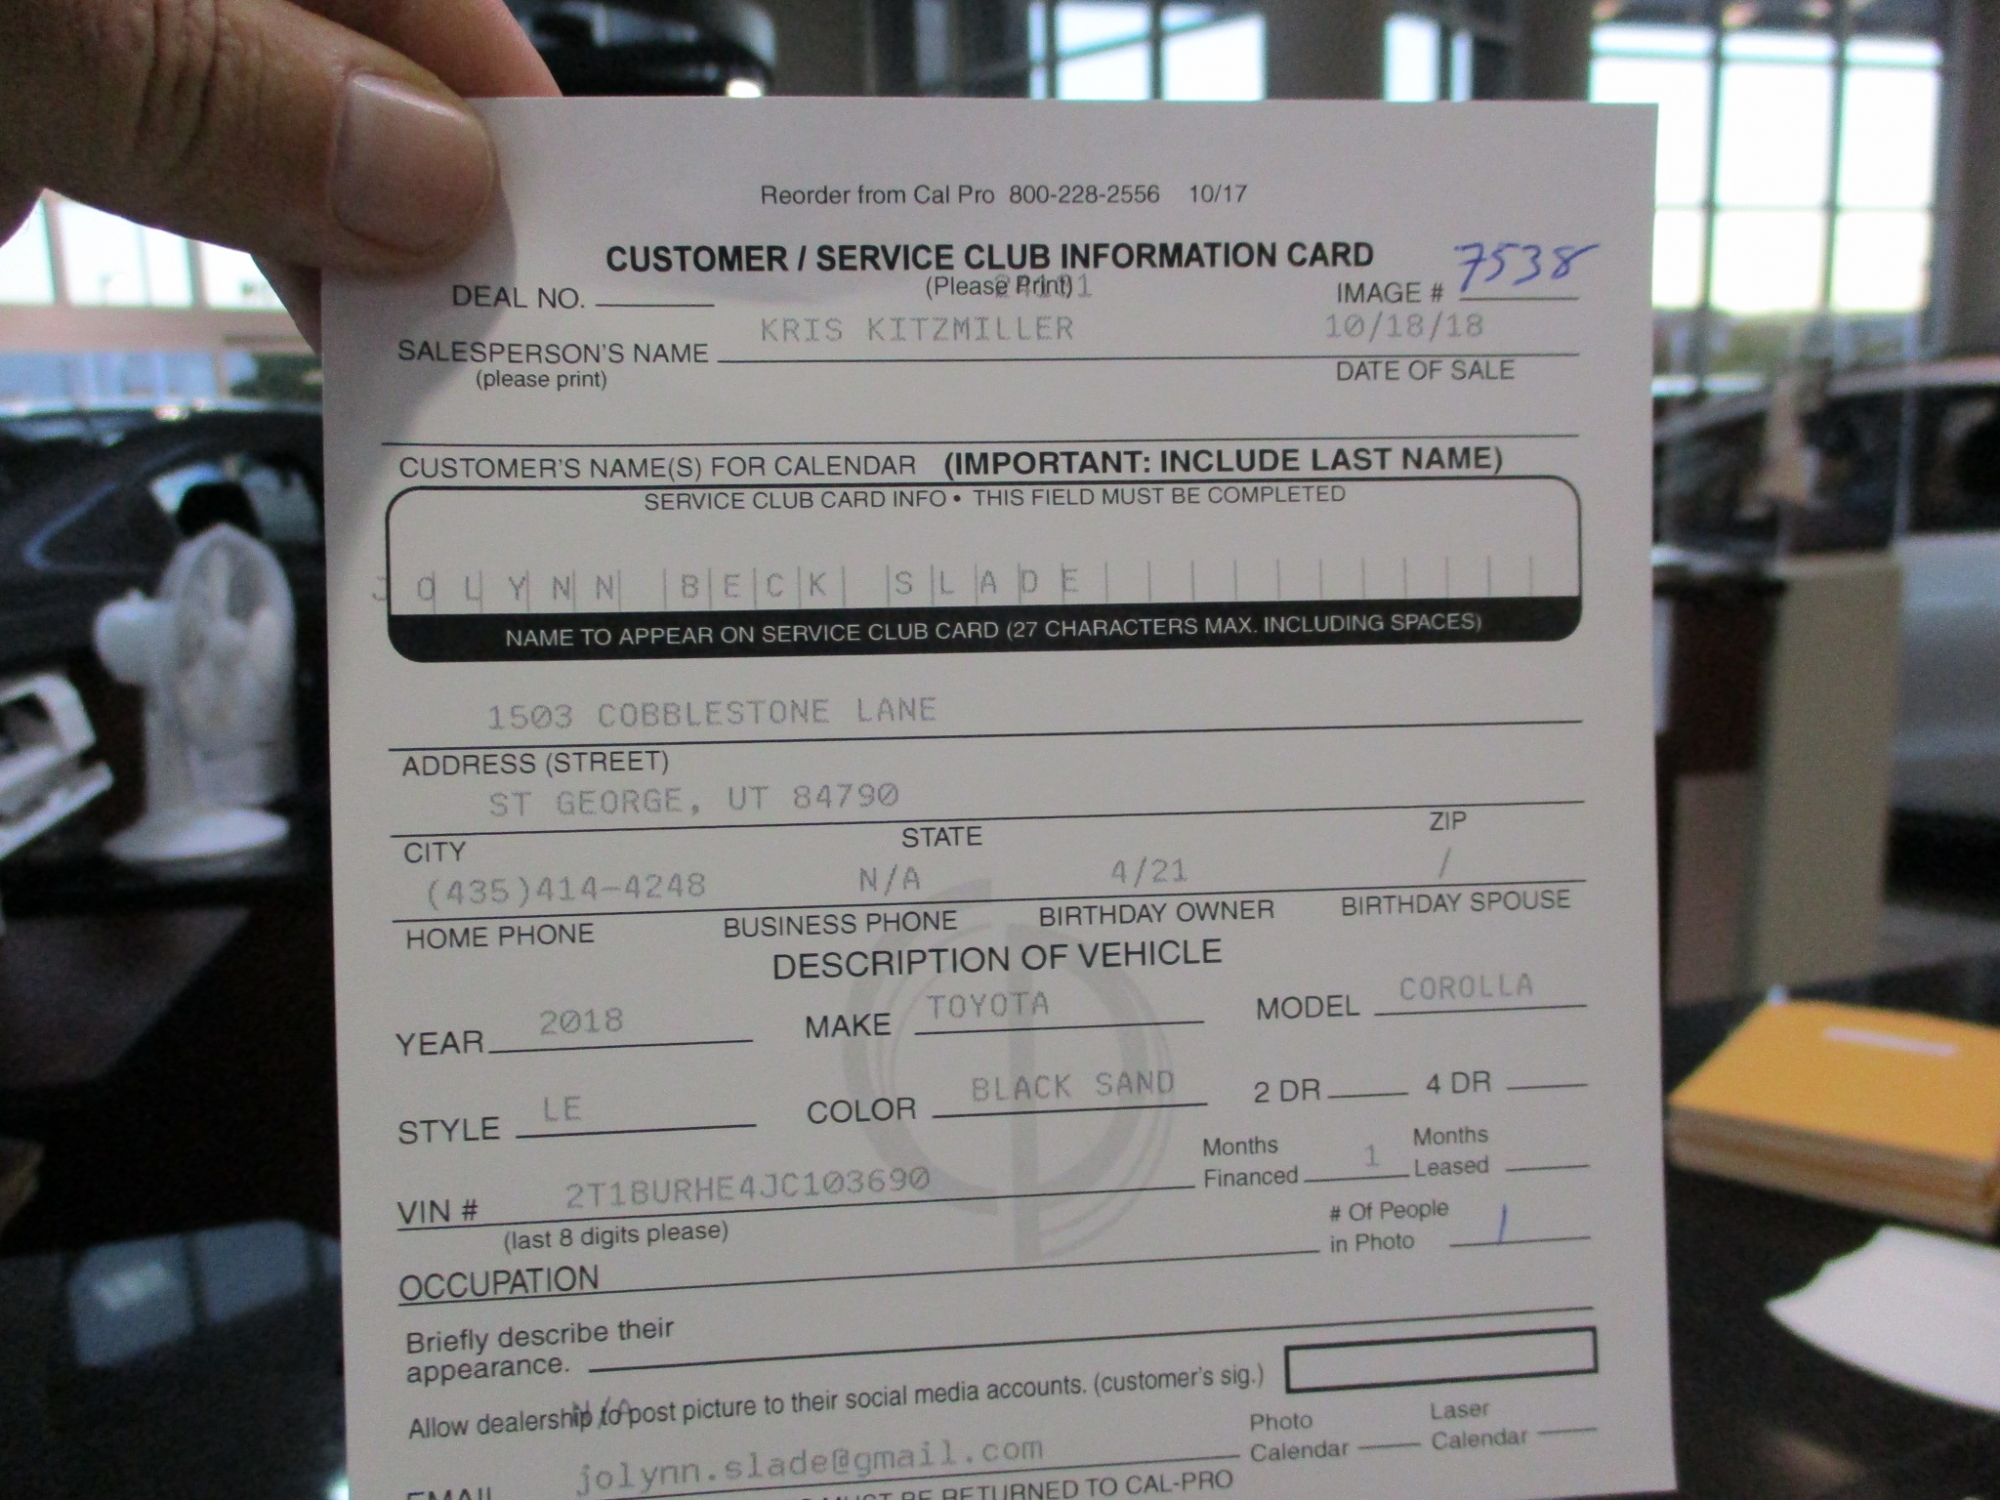 Reorder from Cal Pro 800-228-2556 10/17
CUSTOMER / SERVICE CLUB INFORMATION CARD
(Please Print)
DEAL NO. IMAGE # 7538
KRIS KITZMILLER 10/18/18
SALESPERSON'S NAME DATE OF SALE
(please print)
CUSTOMER'S NAME(S) FOR CALENDAR (IMPORTANT: INCLUDE LAST NAME)
SERVICE CLUB CARD INFO • THIS FIELD MUST BE COMPLETED
JOLYNN BECK SLADE
NAME TO APPEAR ON SERVICE CLUB CARD (27 CHARACTERS MAX. INCLUDING SPACES)
1503 COBBLESTONE LANE
ADDRESS (STREET)
ST GEORGE, UT 84790
CITY STATE ZIP
(435)414-4248 N/A 4/21 /
HOME PHONE BUSINESS PHONE BIRTHDAY OWNER BIRTHDAY SPOUSE
DESCRIPTION OF VEHICLE
YEAR 2018 MAKE TOYOTA MODEL COROLLA
STYLE LE COLOR BLACK SAND 2 DR 4 DR
VIN # 2T1BURHE4JC103690 Months Financed 1 Months Leased
(last 8 digits please)
# Of People in Photo 1
OCCUPATION
Briefly describe their
appearance.
Allow dealership to post picture to their social media accounts. (customer's sig.)
N/A
Photo Calendar Laser Calendar
EMAIL jolynn.slade@gmail.com
MUST BE RETURNED TO CAL-PRO